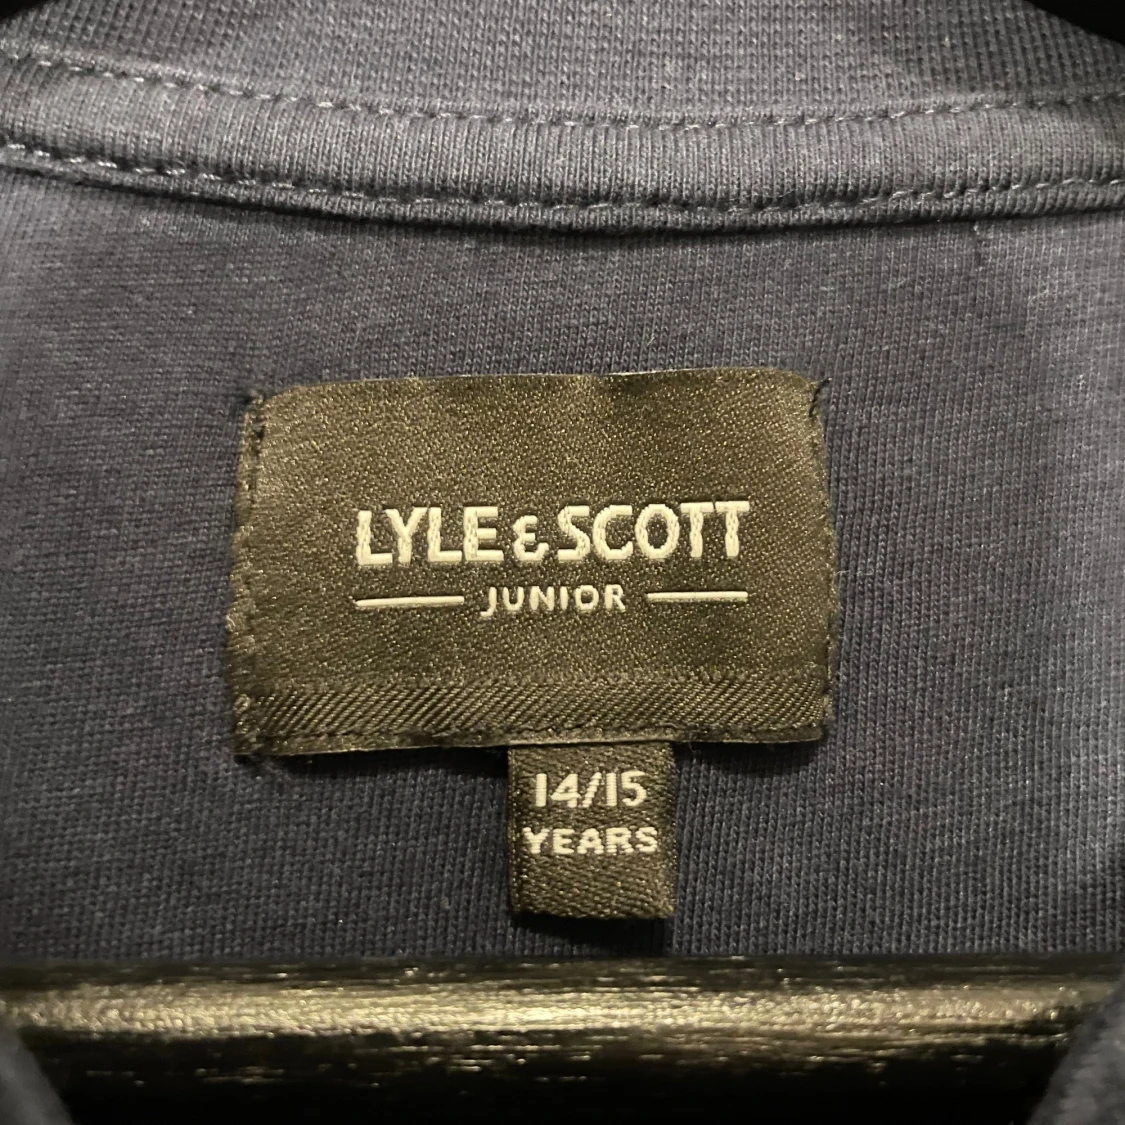 LYLE & SCOTT
JUNIOR
14/15
YEARS